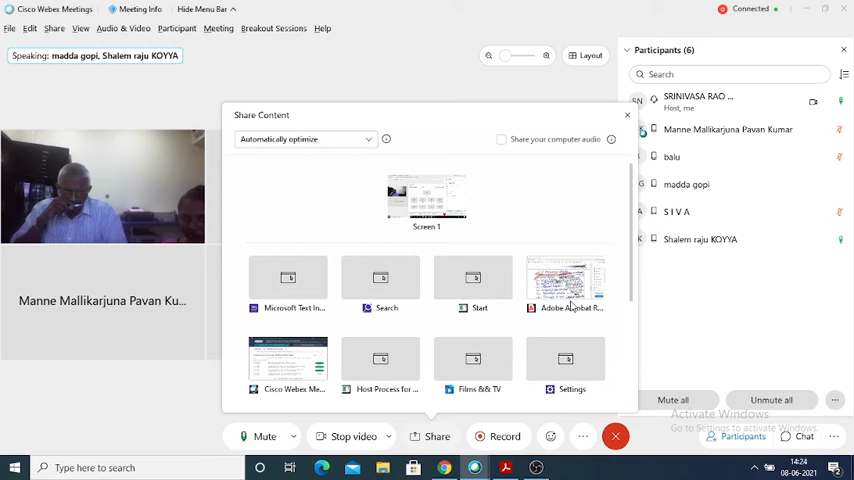 Cisco Webex Meetings
Meeting Info
Hide Menu Bar
Connected
File Edit Share View Audio & Video Participant Meeting Breakout Sessions Help
Speaking: madda gopi, Shalem raju KOYYA
Layout
Participants (6)
Search
SN
SRINIVASA RAO ...
Host, me
Manne Mallikarjuna Pavan Kumar
balu
madda gopi
S I V A
Shalem raju KOYYA
Share Content
Automatically optimize
Share your computer audio
Screen 1
Microsoft Text In...
Search
Start
Adobe Acrobat R...
Cisco Webex Me...
Host Process for ...
Films && TV
Settings
Manne Mallikarjuna Pavan Ku...
Mute all
Unmute all
Activate Windows
Go to Settings to activate Windows.
Mute
Stop video
Share
Record
Participants
Chat
Type here to search
14:24
08-06-2021
2